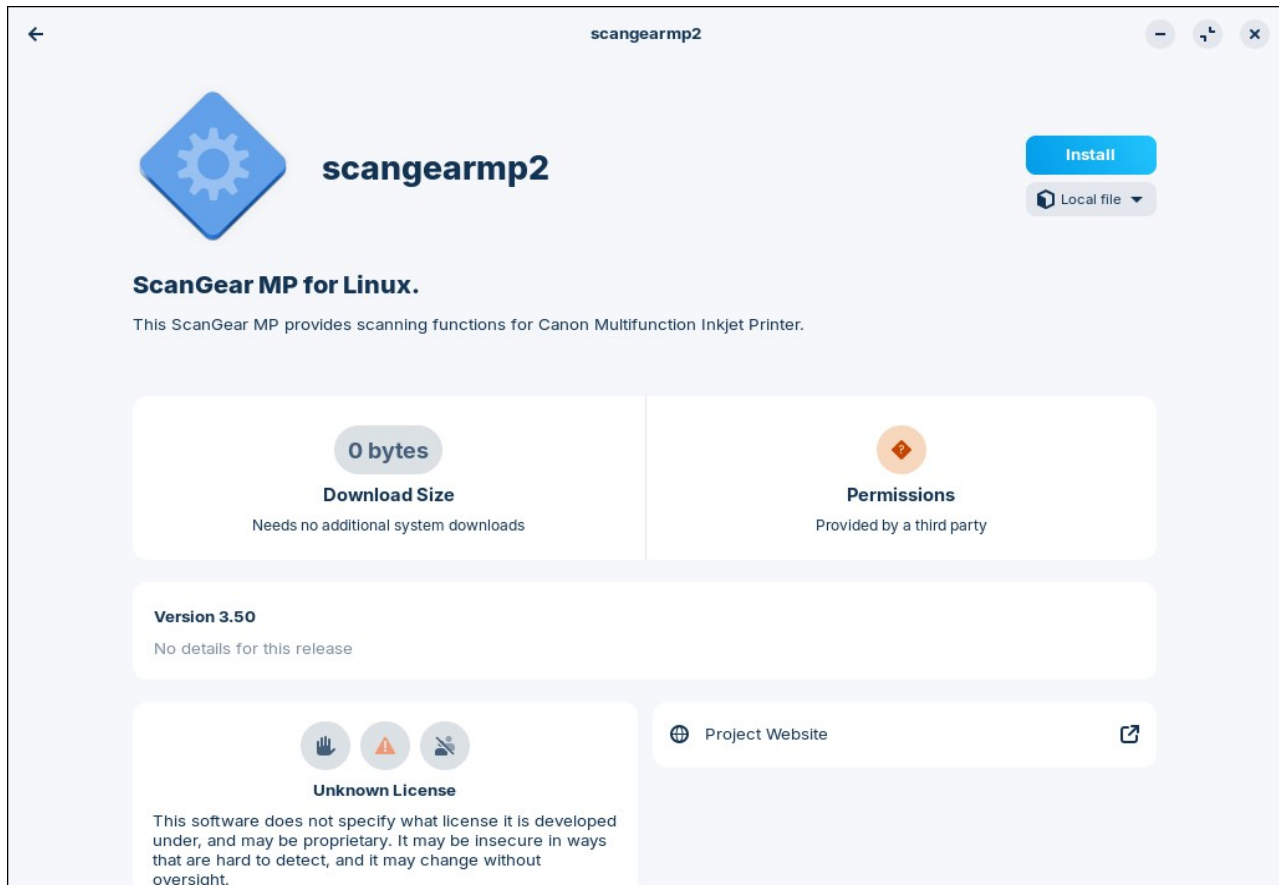 scangearmp2
scangearmp2
Install
Local file
ScanGear MP for Linux.
This ScanGear MP provides scanning functions for Canon Multifunction Inkjet Printer.
0 bytes
Download Size
Needs no additional system downloads
?
Permissions
Provided by a third party
Version 3.50
No details for this release
Unknown License
This software does not specify what license it is developed
under, and may be proprietary. It may be insecure in ways
that are hard to detect, and it may change without
oversight.
Project Website